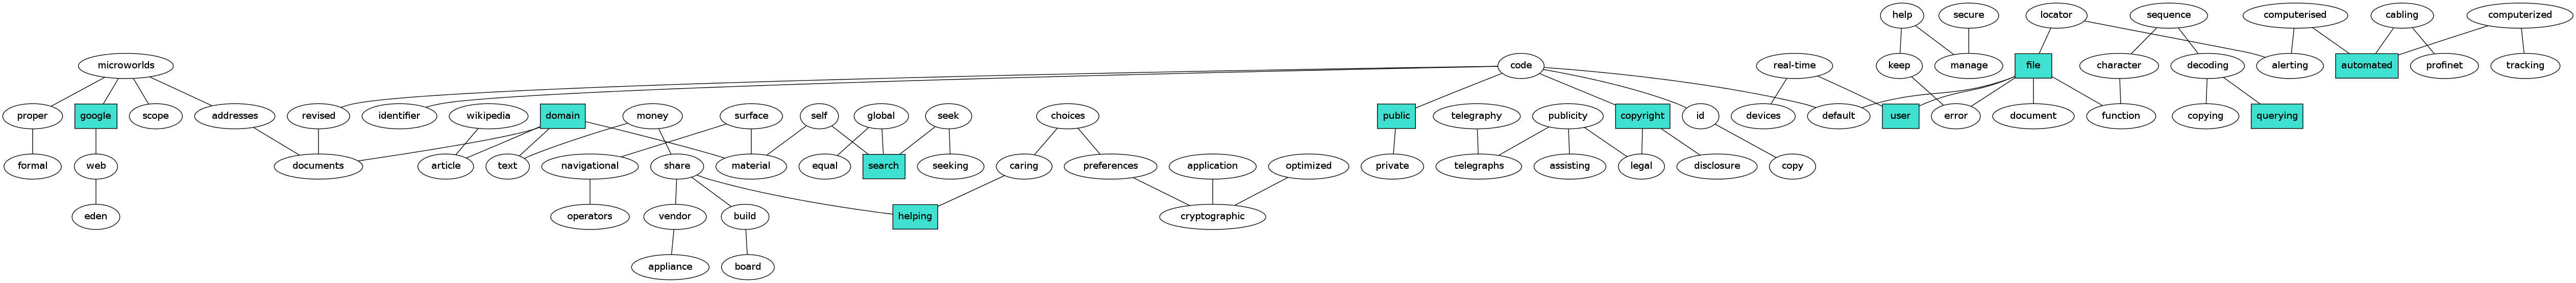 help
secure
locator
sequence
computerised
cabling
computerized
microworlds
code
real-time
keep
manage
file
character
decoding
alerting
automated
profinet
tracking
proper
google
scope
addresses
revised
identifier
wikipedia
domain
money
surface
self
global
seek
choices
public
telegraphy
publicity
copyright
id
devices
default
user
error
document
function
copying
querying
formal
web
documents
article
text
navigational
share
material
equal
search
seeking
caring
preferences
application
optimized
private
telegraphs
assisting
legal
disclosure
copy
eden
operators
vendor
build
helping
cryptographic
appliance
board